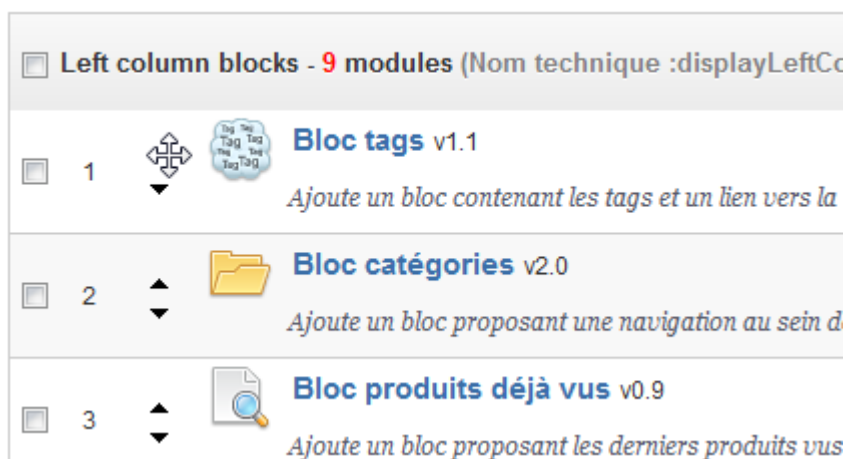 Left column blocks - 9 modules (Nom technique :displayLeftCo
1
Bloc tags v1.1
Ajoute un bloc contenant les tags et un lien vers la
2
Bloc catégories v2.0
Ajoute un bloc proposant une navigation au sein de
3
Bloc produits déjà vus v0.9
Ajoute un bloc proposant les derniers produits vus